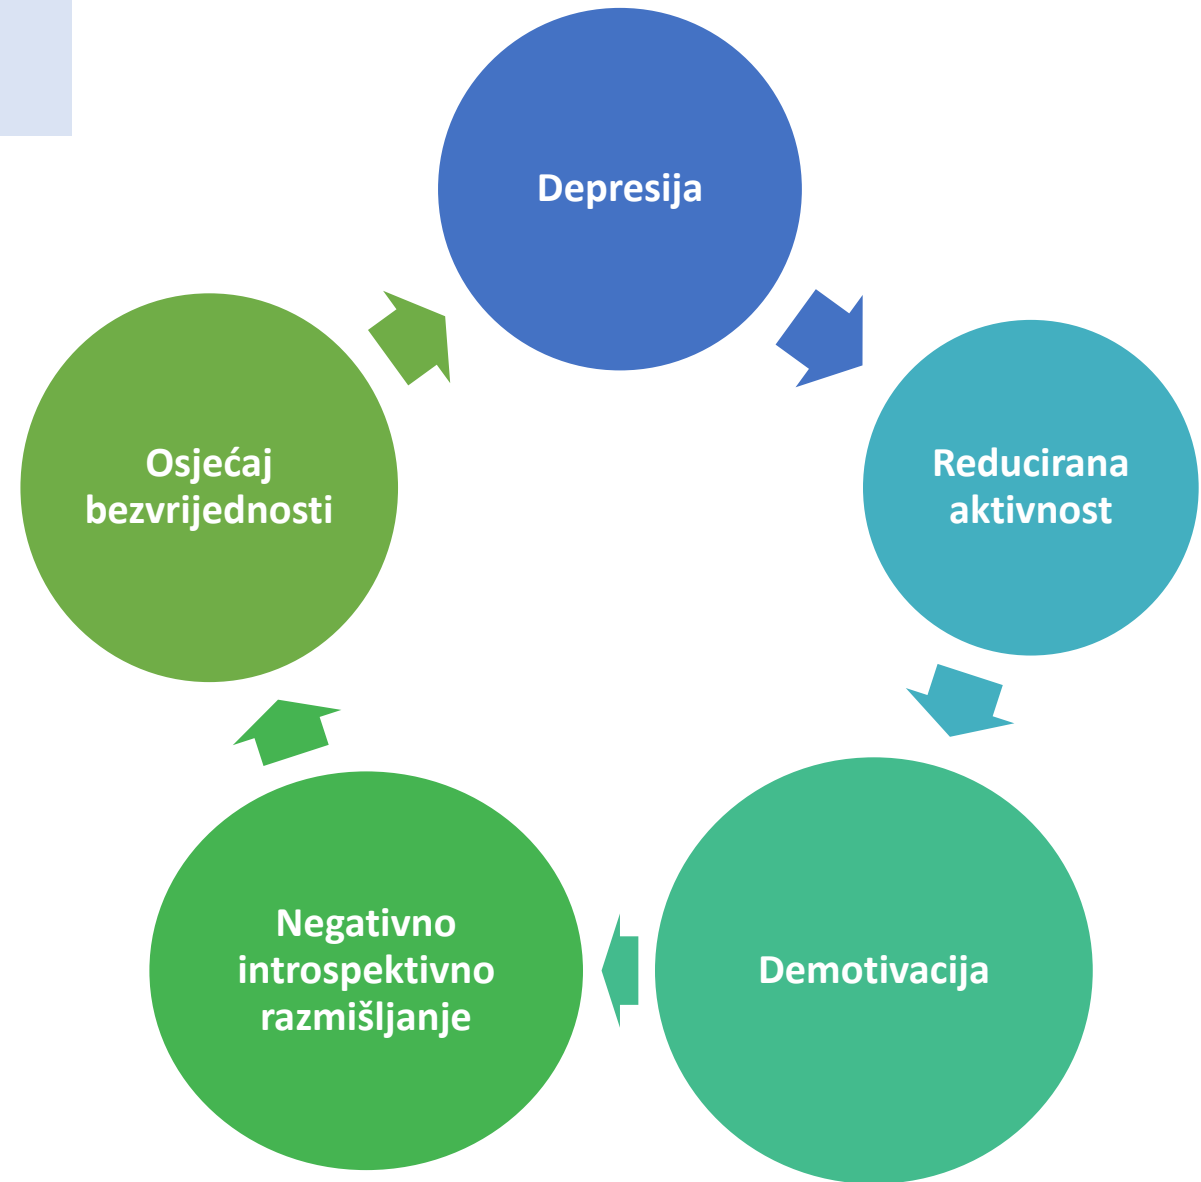 Depresija
Reducirana
aktivnost
Demotivacija
Negativno
introspektivno
razmišljanje
Osjećaj
bezvrijednosti